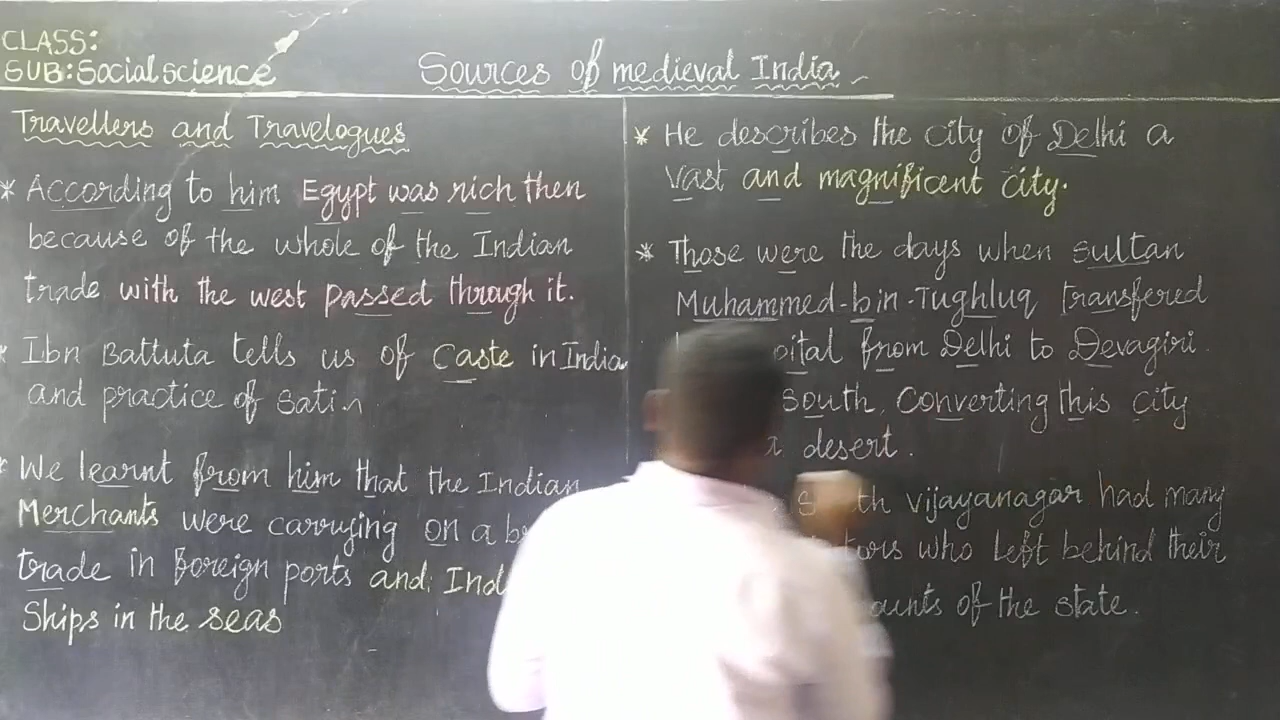 CLASS:
SUB: Social science
Sources of medieval India
Travellers and Travelogues
* According to him Egypt was rich then
because of the whole of the Indian
trade with the west passed through it.
* Ibn Battuta tells us of Caste in India
and practice of Sati
* We learnt from him that the Indian
Merchants were carrying on a
trade in foreign ports and
Ships in the seas
* He describes the city of Delhi a
vast and magnificent city.
* Those were the days when Sultan
Muhammed-bin-Tughluq transfered
from Delhi to Devagiri
South, Converting this city
desert.
Vijayanagar had many
who left behind their
of the state.